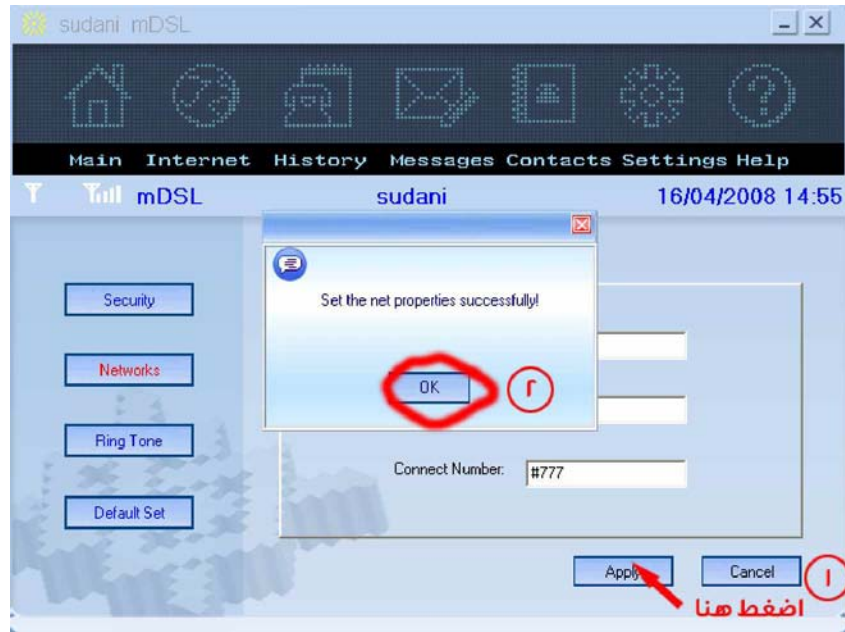 sudani mDSL
Main Internet History Messages Contacts Settings Help
mDSL sudani 16/04/2008 14:55
Set the net properties successfully!
Security
Networks
OK ٢
Ring Tone
Connect Number: #777
Default Set
Apply Cancel ١
اضغط هنا